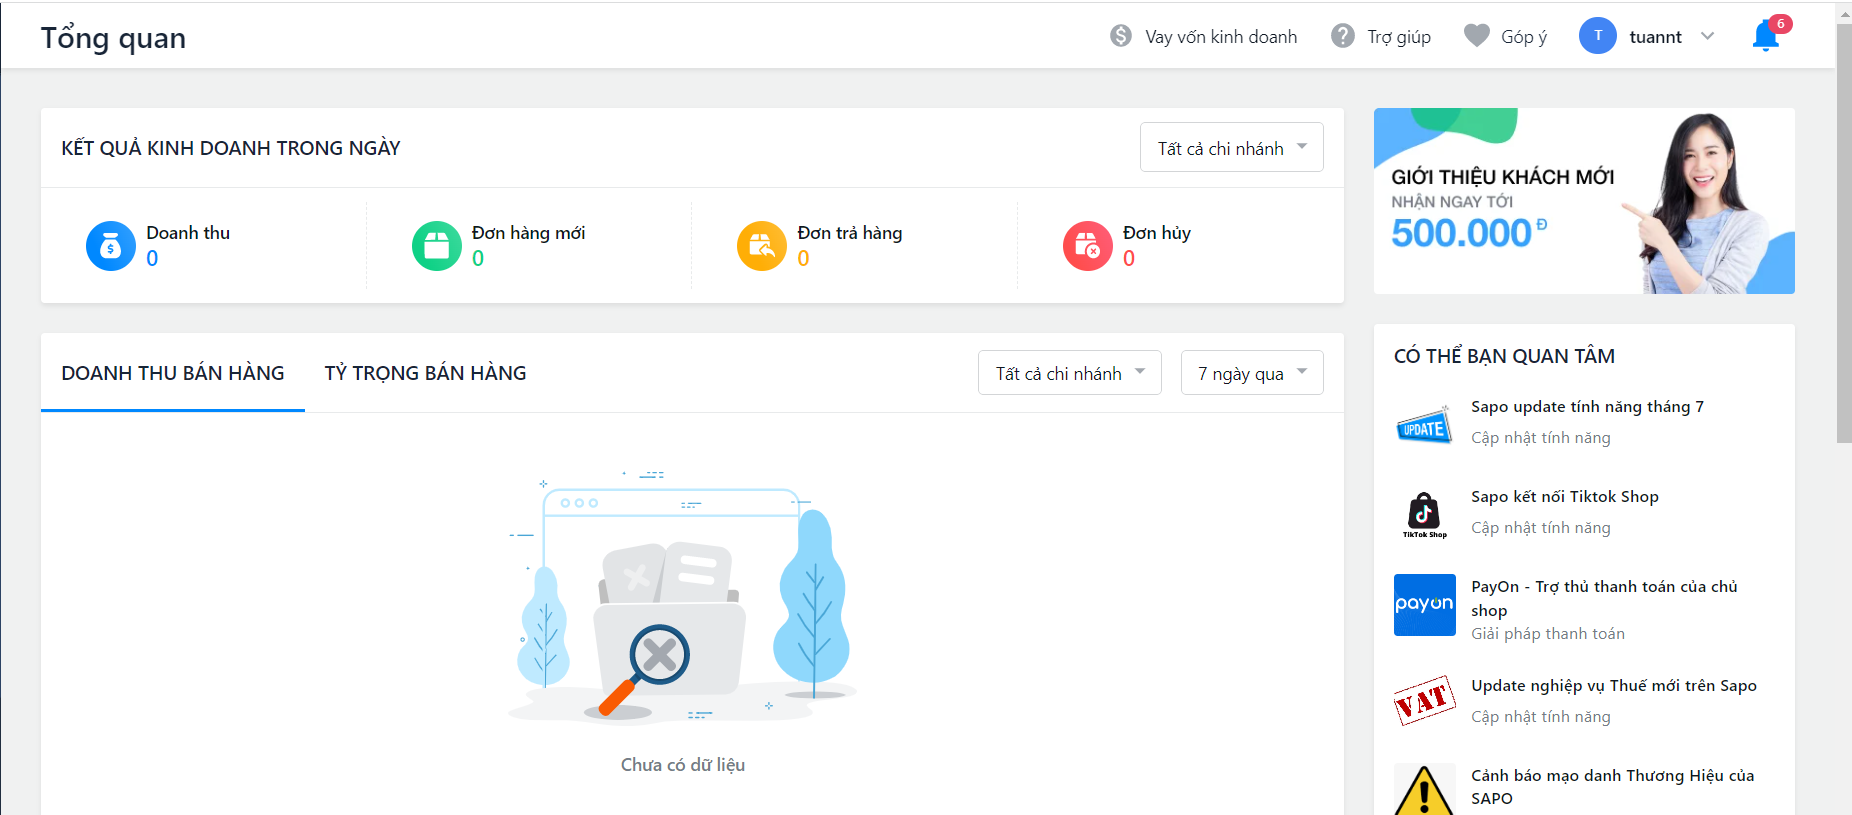 Tổng quan
Vay vốn kinh doanh
Trợ giúp
Góp ý
T
tuannt
6
KẾT QUẢ KINH DOANH TRONG NGÀY
Tất cả chi nhánh
Doanh thu
0
Đơn hàng mới
0
Đơn trả hàng
0
Đơn hủy
0
GIỚI THIỆU KHÁCH MỚI
NHẬN NGAY TỚI
500.000 Đ
DOANH THU BÁN HÀNG
TỶ TRỌNG BÁN HÀNG
Tất cả chi nhánh
7 ngày qua
Chưa có dữ liệu
CÓ THỂ BẠN QUAN TÂM
UPDATE
Sapo update tính năng tháng 7
Cập nhật tính năng
TikTok Shop
Sapo kết nối Tiktok Shop
Cập nhật tính năng
payon
PayOn - Trợ thủ thanh toán của chủ
shop
Giải pháp thanh toán
VAT
Update nghiệp vụ Thuế mới trên Sapo
Cập nhật tính năng
Cảnh báo mạo danh Thương Hiệu của
SAPO